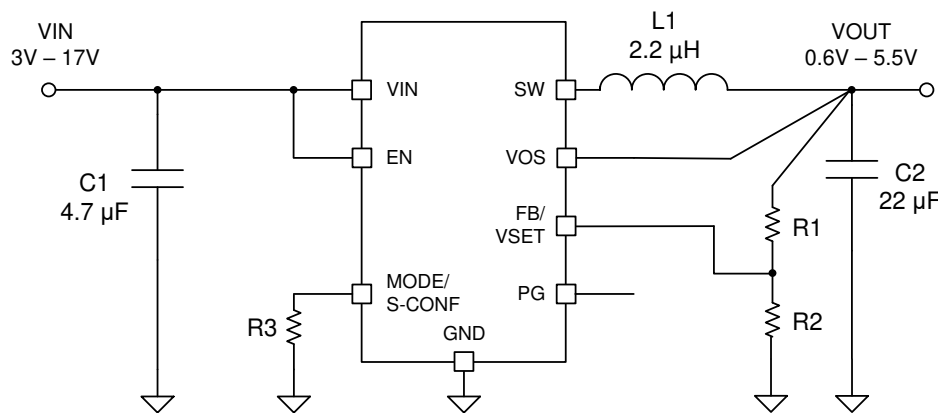 VIN
3V – 17V
L1
2.2 µH
VOUT
0.6V – 5.5V
VIN
SW
EN
VOS
C1
4.7 µF
C2
22 µF
FB/
VSET
R1
MODE/
S-CONF
PG
R3
R2
GND